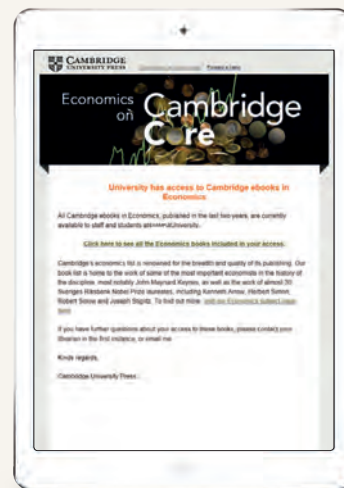 CAMBRIDGE
UNIVERSITY PRESS
Economics
on Cambridge
Core
University has access to Cambridge ebooks in
Economics
All Cambridge ebooks in Economics, published in the last two years, are currently
available to staff and students at University.
Click here to see all the Economics books included in your access.
Cambridge's economics list is renowned for the breadth and quality of its publishing. Our
book list is home to the work of some of the most important economists in the history of
the discipline, most notably John Maynard Keynes, as well as the work of almost 30
Sveriges Riksbank Nobel Prize laureates, including Kenneth Arrow, Herbert Simon,
Robert Solow and Joseph Stiglitz. To find out more, visit our Economics subject page
here.
If you have further questions about your access to these books, please contact your
librarian in the first instance, or email me.
Kinds regards,
Cambridge University Press